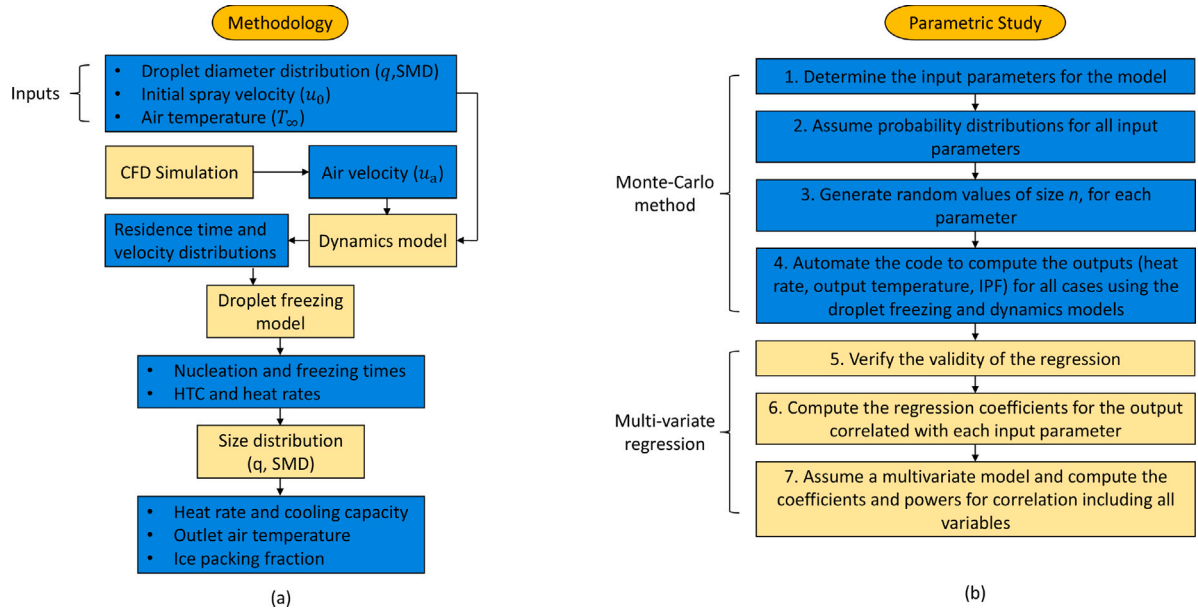 Methodology
Inputs
• Droplet diameter distribution (q,SMD)
• Initial spray velocity (u₀)
• Air temperature (T∞)
CFD Simulation
Air velocity (uₐ)
Residence time and
velocity distributions
Dynamics model
Droplet freezing
model
• Nucleation and freezing times
• HTC and heat rates
Size distribution
(q, SMD)
• Heat rate and cooling capacity
• Outlet air temperature
• Ice packing fraction
(a)
Parametric Study
Monte-Carlo
method
1. Determine the input parameters for the model
2. Assume probability distributions for all input
parameters
3. Generate random values of size n, for each
parameter
4. Automate the code to compute the outputs (heat
rate, output temperature, IPF) for all cases using the
droplet freezing and dynamics models
Multi-variate
regression
5. Verify the validity of the regression
6. Compute the regression coefficients for the output
correlated with each input parameter
7. Assume a multivariate model and compute the
coefficients and powers for correlation including all
variables
(b)